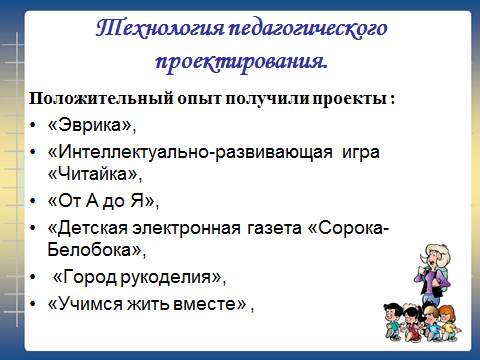 Технология педагогического
проектирования.
Положительный опыт получили проекты :
• «Эврика»,
• «Интеллектуально-развивающая игра
«Читайка»,
• «От А до Я»,
• «Детская электронная газета «Сорока-
Белобока»,
• «Город рукоделия»,
• «Учимся жить вместе» ,